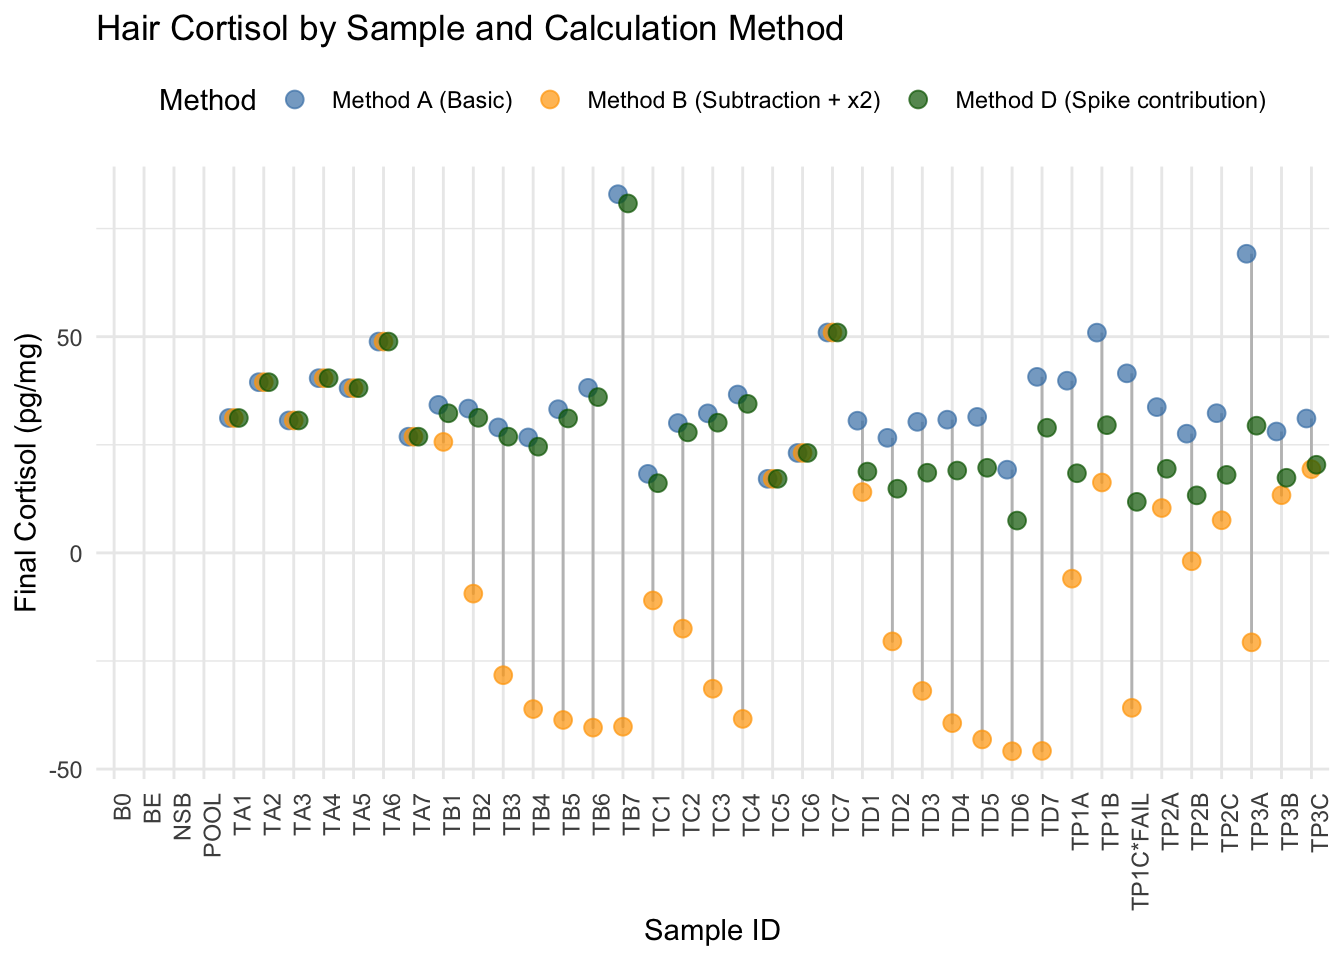 Hair Cortisol by Sample and Calculation Method
Method Method A (Basic) Method B (Subtraction + x2) Method D (Spike contribution)
Final Cortisol (pg/mg)
50
0
-50
B0 BE NSB POOL TA1 TA2 TA3 TA4 TA5 TA6 TA7 TB1 TB2 TB3 TB4 TB5 TB6 TB7 TC1 TC2 TC3 TC4 TC5 TC6 TC7 TD1 TD2 TD3 TD4 TD5 TD6 TD7 TP1A TP1B TP1C*FAIL TP2A TP2B TP2C TP3A TP3B TP3C
Sample ID